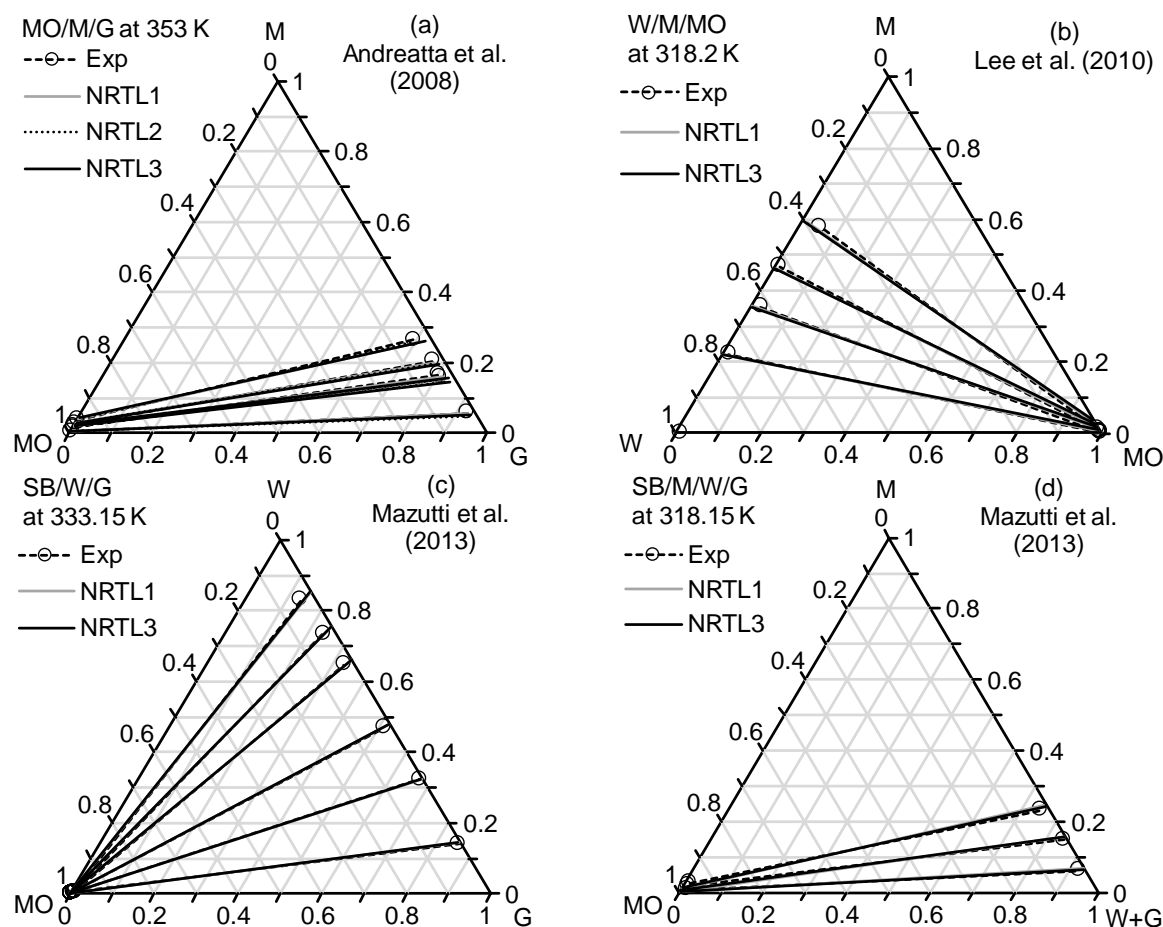 MO/M/G at 353 K
Exp
NRTL1
NRTL2
NRTL3
M
(a)
Andreatta et al.
(2008)
0
0.2
0.4
0.6
0.8
1
1
0.8
0.6
0.4
0.2
0
MO
0
0.2
0.4
0.6
0.8
1
G
W/M/MO
at 318.2 K
Exp
NRTL1
NRTL3
M
(b)
Lee et al. (2010)
0
0.2
0.4
0.6
0.8
1
1
0.8
0.6
0.4
0.2
0
W
0
0.2
0.4
0.6
0.8
1
MO
SB/W/G
at 333.15 K
Exp
NRTL1
NRTL3
W
(c)
Mazutti et al.
(2013)
0
0.2
0.4
0.6
0.8
1
1
0.8
0.6
0.4
0.2
0
MO
0
0.2
0.4
0.6
0.8
1
G
SB/M/W/G
at 318.15 K
Exp
NRTL1
NRTL3
M
(d)
Mazutti et al.
(2013)
0
0.2
0.4
0.6
0.8
1
1
0.8
0.6
0.4
0.2
0
MO
0
0.2
0.4
0.6
0.8
1
W+G